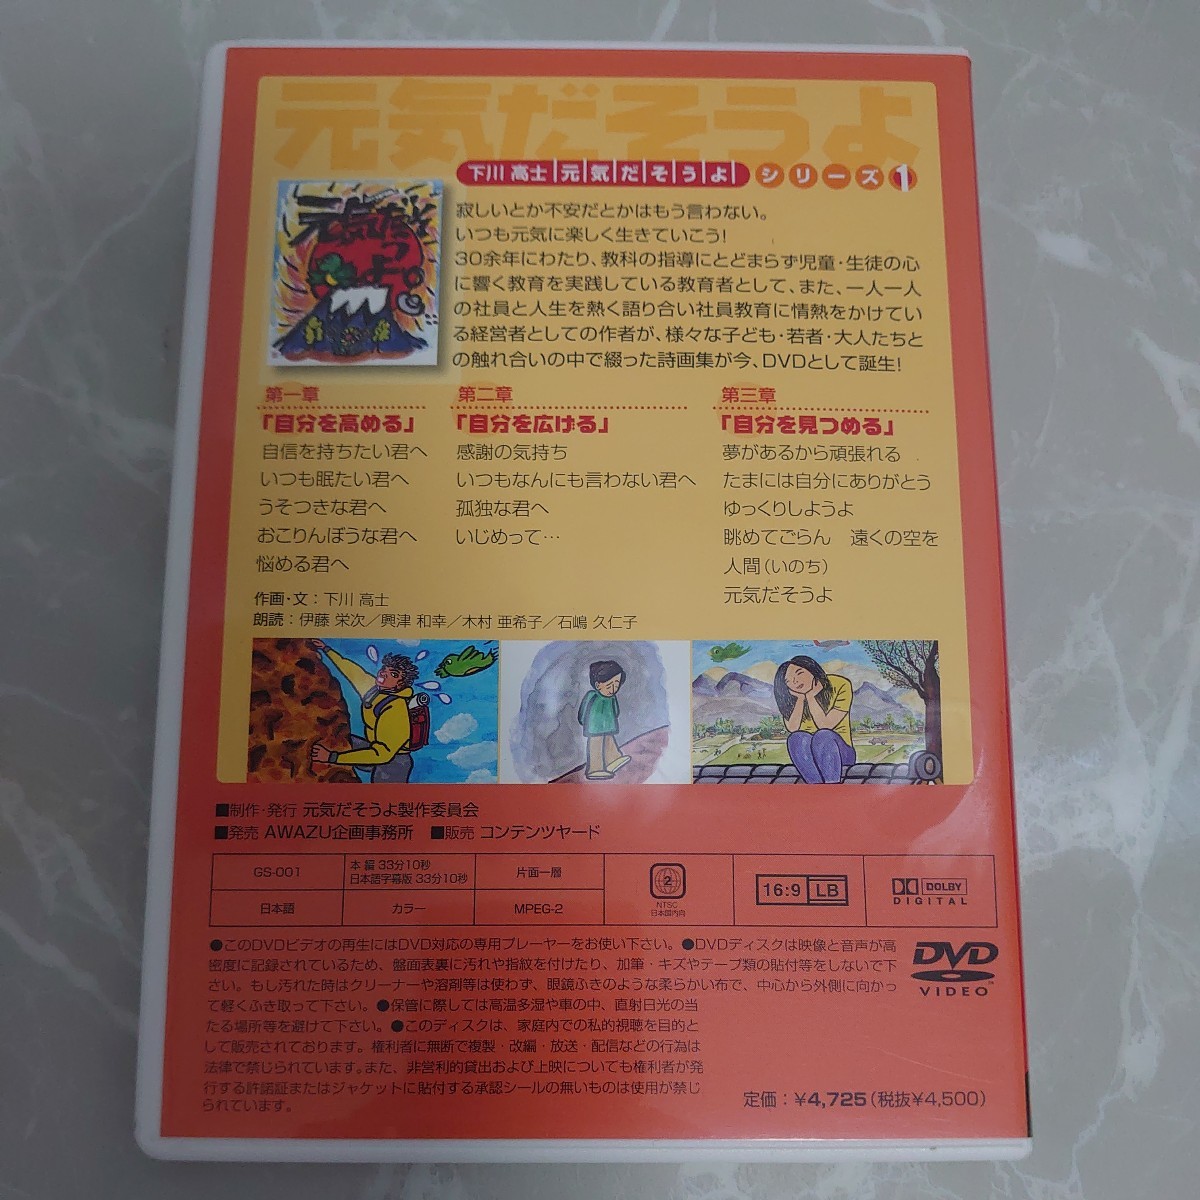 元気だそうよ
下川 高士 元気だそうよ シリーズ 1
元気だそうよ。
寂しいとか不安だとかはもう言わない。
いつも元気に楽しく生きていこう!
30余年にわたり、教科の指導にとどまらず児童・生徒の心
に響く教育を実践している教育者として、また、一人一人
の社員と人生を熱く語り合い社員教育に情熱をかけてい
る経営者としての作者が、様々な子ども・若者・大人たちと
の触れ合いの中で綴った詩画集が今、DVDとして誕生!
第一章
「自分を高める」
自信を持ちたい君へ
いつも眠たい君へ
うそつきな君へ
おこりんぼうな君へ
悩める君へ
第二章
「自分を広げる」
感謝の気持ち
いつもなんにも言わない君へ
孤独な君へ
いじめって…
第三章
「自分を見つめる」
夢があるから頑張れる
たまには自分にありがとう
ゆっくりしようよ
眺めてごらん 遠くの空を
人間(いのち)
元気だそうよ
作画・文:下川 高士
朗読:伊藤 栄次/興津 和幸/木村 亜希子/石嶋 久仁子
■制作・発行 元気だそうよ製作委員会
■発売 AWAZU企画事務所 ■販売 コンテンツヤード
GS-001
本編 33分10秒
日本語字幕版 33分10秒
片面一層
日本語
カラー
MPEG-2
2
NTSC
日本国内向
16:9 LB
DOLBY
DIGITAL
●このDVDビデオの再生にはDVD対応の専用プレーヤーをお使い下さい。●DVDディスクは映像と音声が高
密度に記録されているため、盤面表裏に汚れや指紋を付けたり、加筆・キズやテープ類の貼付等をしないで下
さい。もし汚れた時はクリーナーや溶剤等は使わず、眼鏡ふきのような柔らかい布で、中心から外側に向かっ
て軽くふき取って下さい。●保管に際しては高温多湿や車の中、直射日光の当
たる場所等を避けて下さい。●このディスクは、家庭内での私的視聴を目的と
して販売されております。権利者に無断で複製・改編・放送・配信などの行為は
法律で禁じられています。また、非営利的貸出および上映についても権利者が発
行する許諾証またはジャケットに貼付する承認シールの無いものは使用が禁じ
られています。
DVD
VIDEO™
定価:¥4,725(税抜¥4,500)